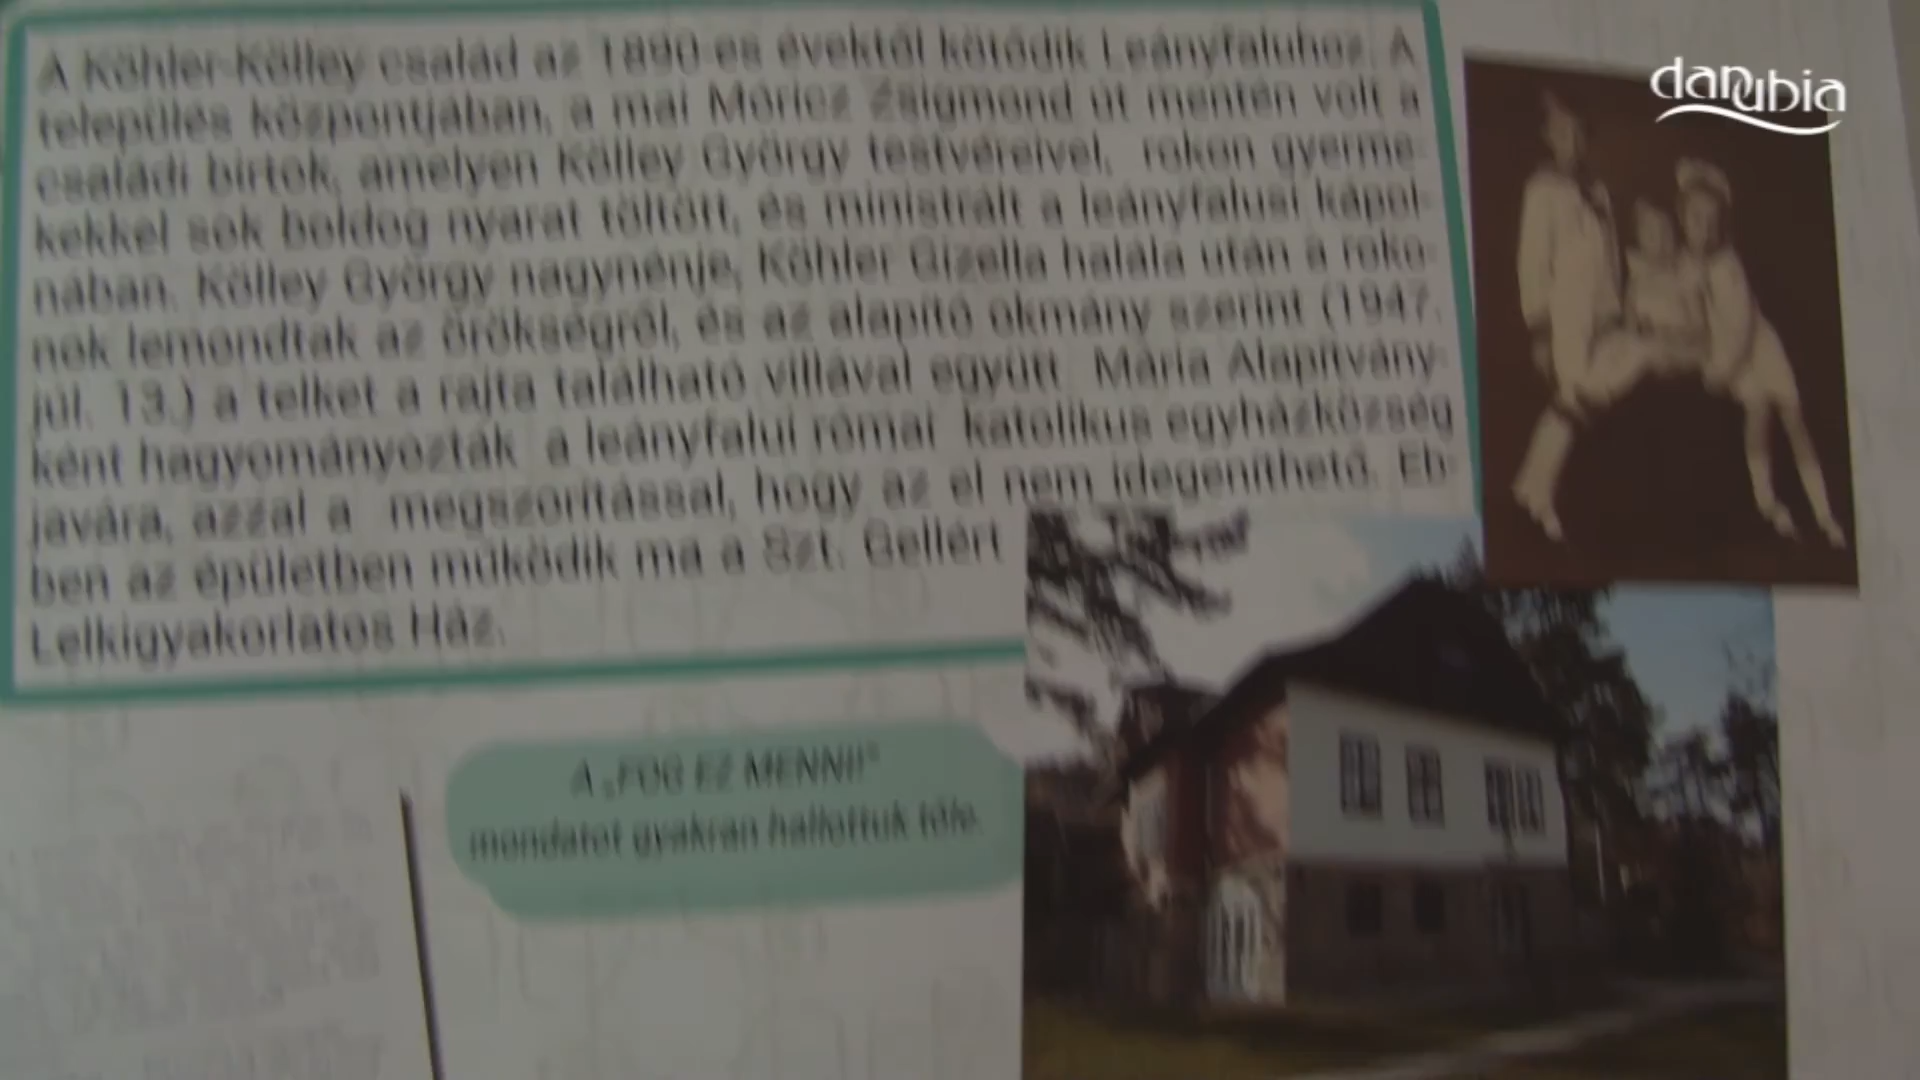 A Köhler-Kölley család az 1890-es évektől kötődik Leányfaluhoz. A
település központjában, a mai Móricz Zsigmond út mentén volt a
családi birtok, amelyen Kölley György testvéreivel, rokon gyerme-
kekkel sok boldog nyarat töltött, és ministrált a leányfalusi kápol-
nában. Kölley György nagynénje, Köhler Gizella halála után a roko-
nok lemondtak az örökségről, és az alapító okmány szerint (1947.
júl. 13.) a telket a rajta található villával együtt Mária Alapítvány-
ként hagyományozták a leányfalui római katolikus egyházközség
javára, azzal a megszorítással, hogy az el nem idegeníthető. Eb-
ben az épületben működik ma a Szt. Gellért
Lelkigyakorlatos Ház.
A „FOG EZ MENNI!”
mondatot gyakran hallottuk tőle.
danubia